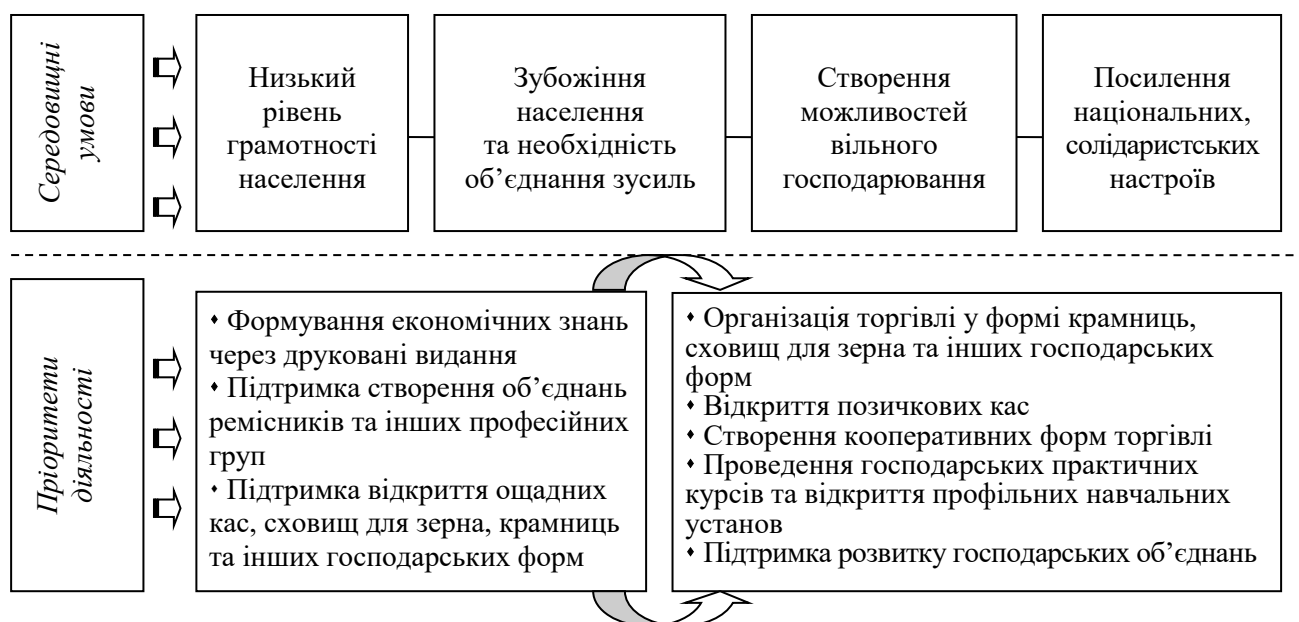 Середовищні
умови
Низький
рівень
грамотності
населення
Зубожіння
населення
та необхідність
об’єднання зусиль
Створення
можливостей
вільного
господарювання
Посилення
національних,
солідаристських
настроїв
Пріоритети
діяльності
• Формування економічних знань
через друковані видання
• Підтримка створення об’єднань
ремісників та інших професійних
груп
• Підтримка відкриття ощадних
кас, сховищ для зерна, крамниць
та інших господарських форм
• Організація торгівлі у формі крамниць,
сховищ для зерна та інших господарських
форм
• Відкриття позичкових кас
• Створення кооперативних форм торгівлі
• Проведення господарських практичних
курсів та відкриття профільних навчальних
установ
• Підтримка розвитку господарських об’єднань